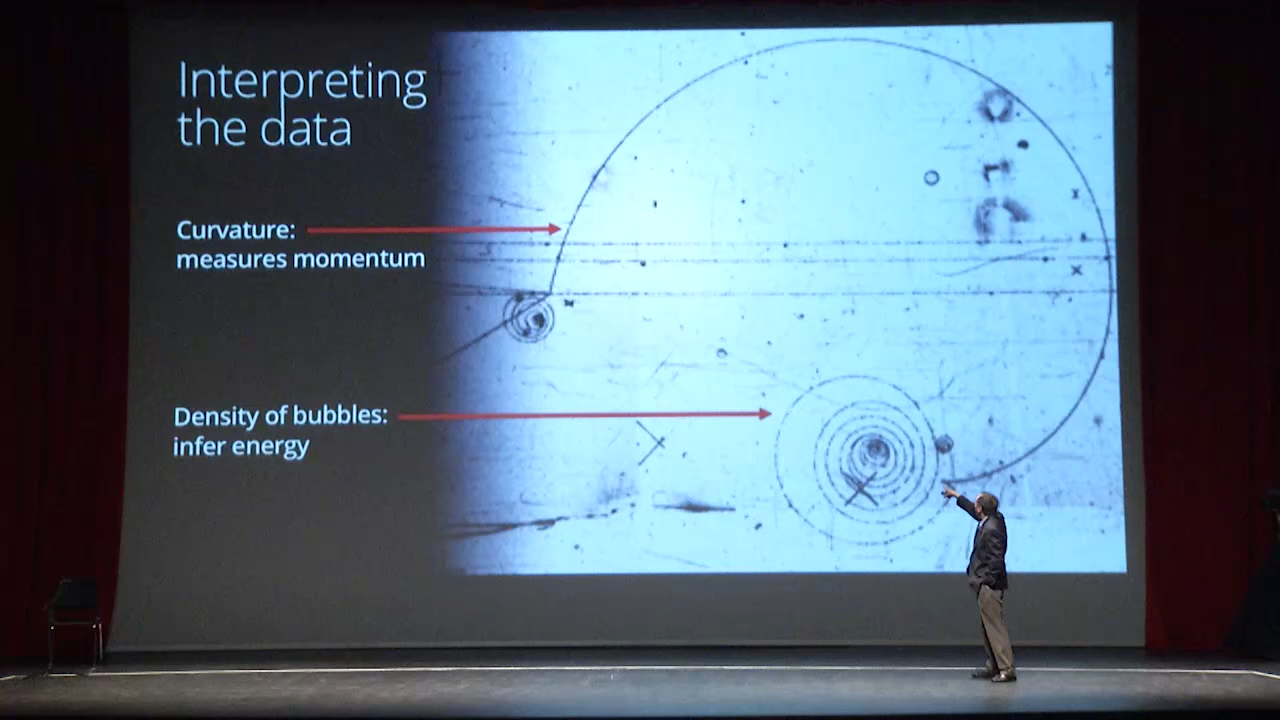 Interpreting
the data
Curvature:
measures momentum
Density of bubbles:
infer energy